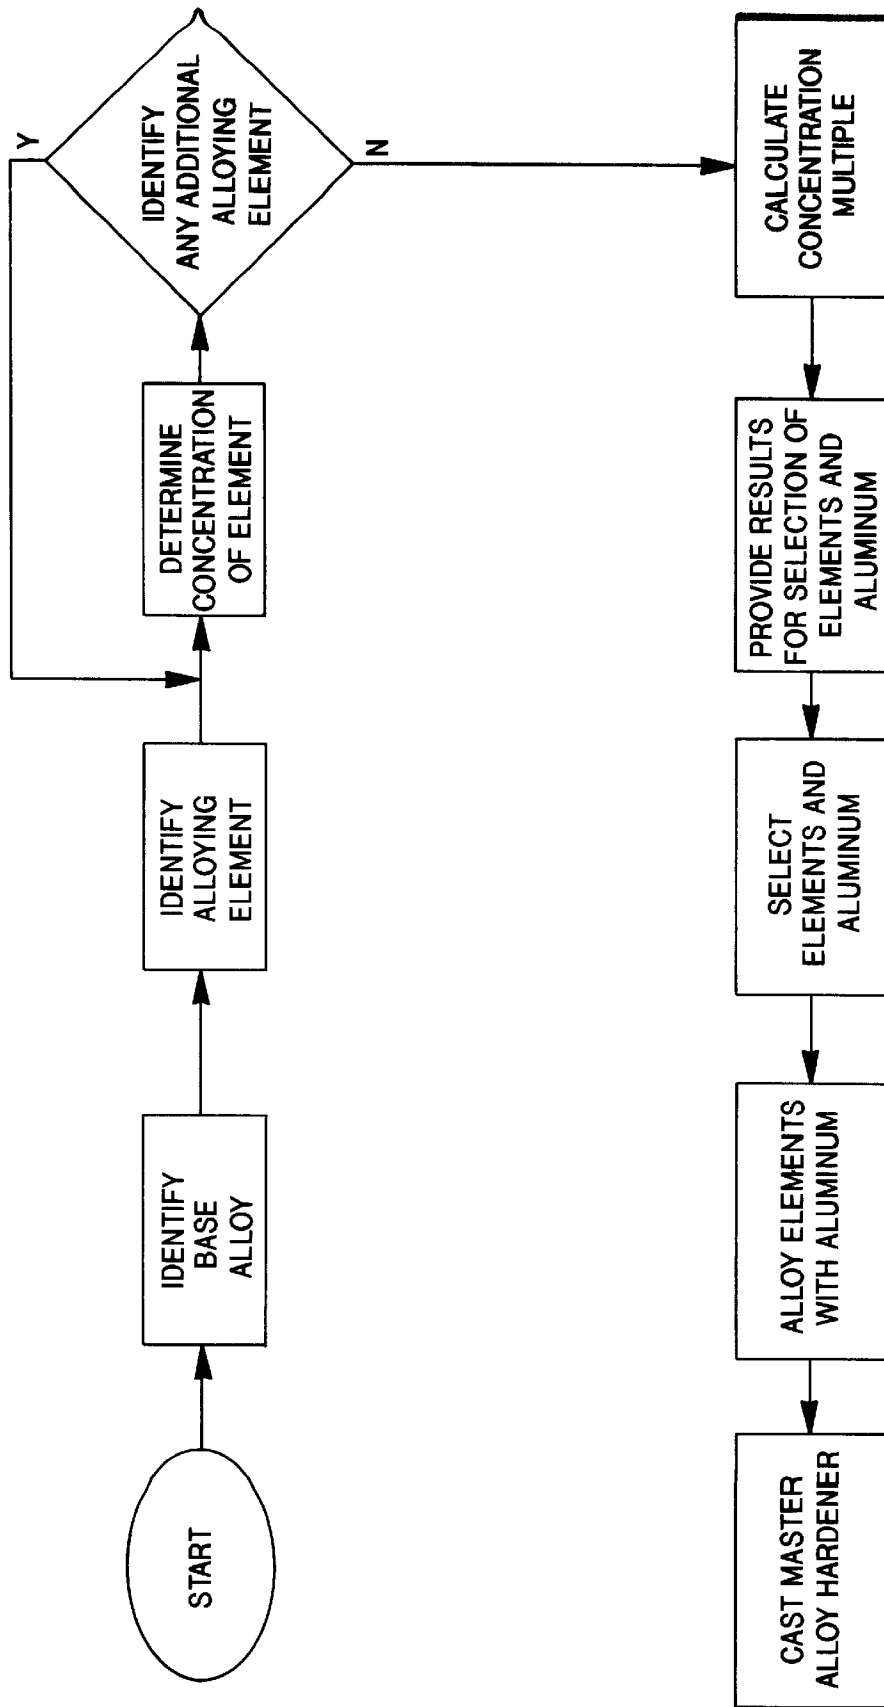 START
IDENTIFY
BASE
ALLOY
IDENTIFY
ALLOYING
ELEMENT
DETERMINE
CONCENTRATION
OF ELEMENT
IDENTIFY
ANY ADDITIONAL
ALLOYING
ELEMENT
Y
N
CALCULATE
CONCENTRATION
MULTIPLE
PROVIDE RESULTS
FOR SELECTION OF
ELEMENTS AND
ALUMINUM
SELECT
ELEMENTS AND
ALUMINUM
ALLOY ELEMENTS
WITH ALUMINUM
CAST MASTER
ALLOY HARDENER